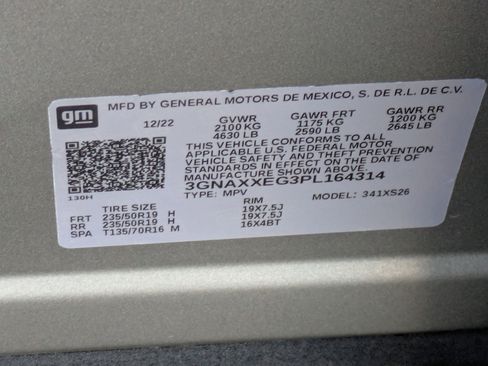 gm
MFD BY GENERAL MOTORS DE MEXICO, S. DE R.L. DE C.V.
12/22 GVWR GAWR FRT GAWR RR
2100 KG 1175 KG 1200 KG
4630 LB 2590 LB 2645 LB
THIS VEHICLE CONFORMS TO ALL
APPLICABLE U.S. FEDERAL MOTOR
VEHICLE SAFETY AND THEFT PREVENTION
STANDARDS IN EFFECT ON THE DATE OF
MANUFACTURE SHOWN ABOVE.
3GNAXXEG3PL164314
130H
TYPE: MPV MODEL: 341XS26
TIRE SIZE RIM
FRT 235/50R19 H 19X7.5J
RR 235/50R19 H 19X7.5J
SPA T135/70R16 M 16X4BT